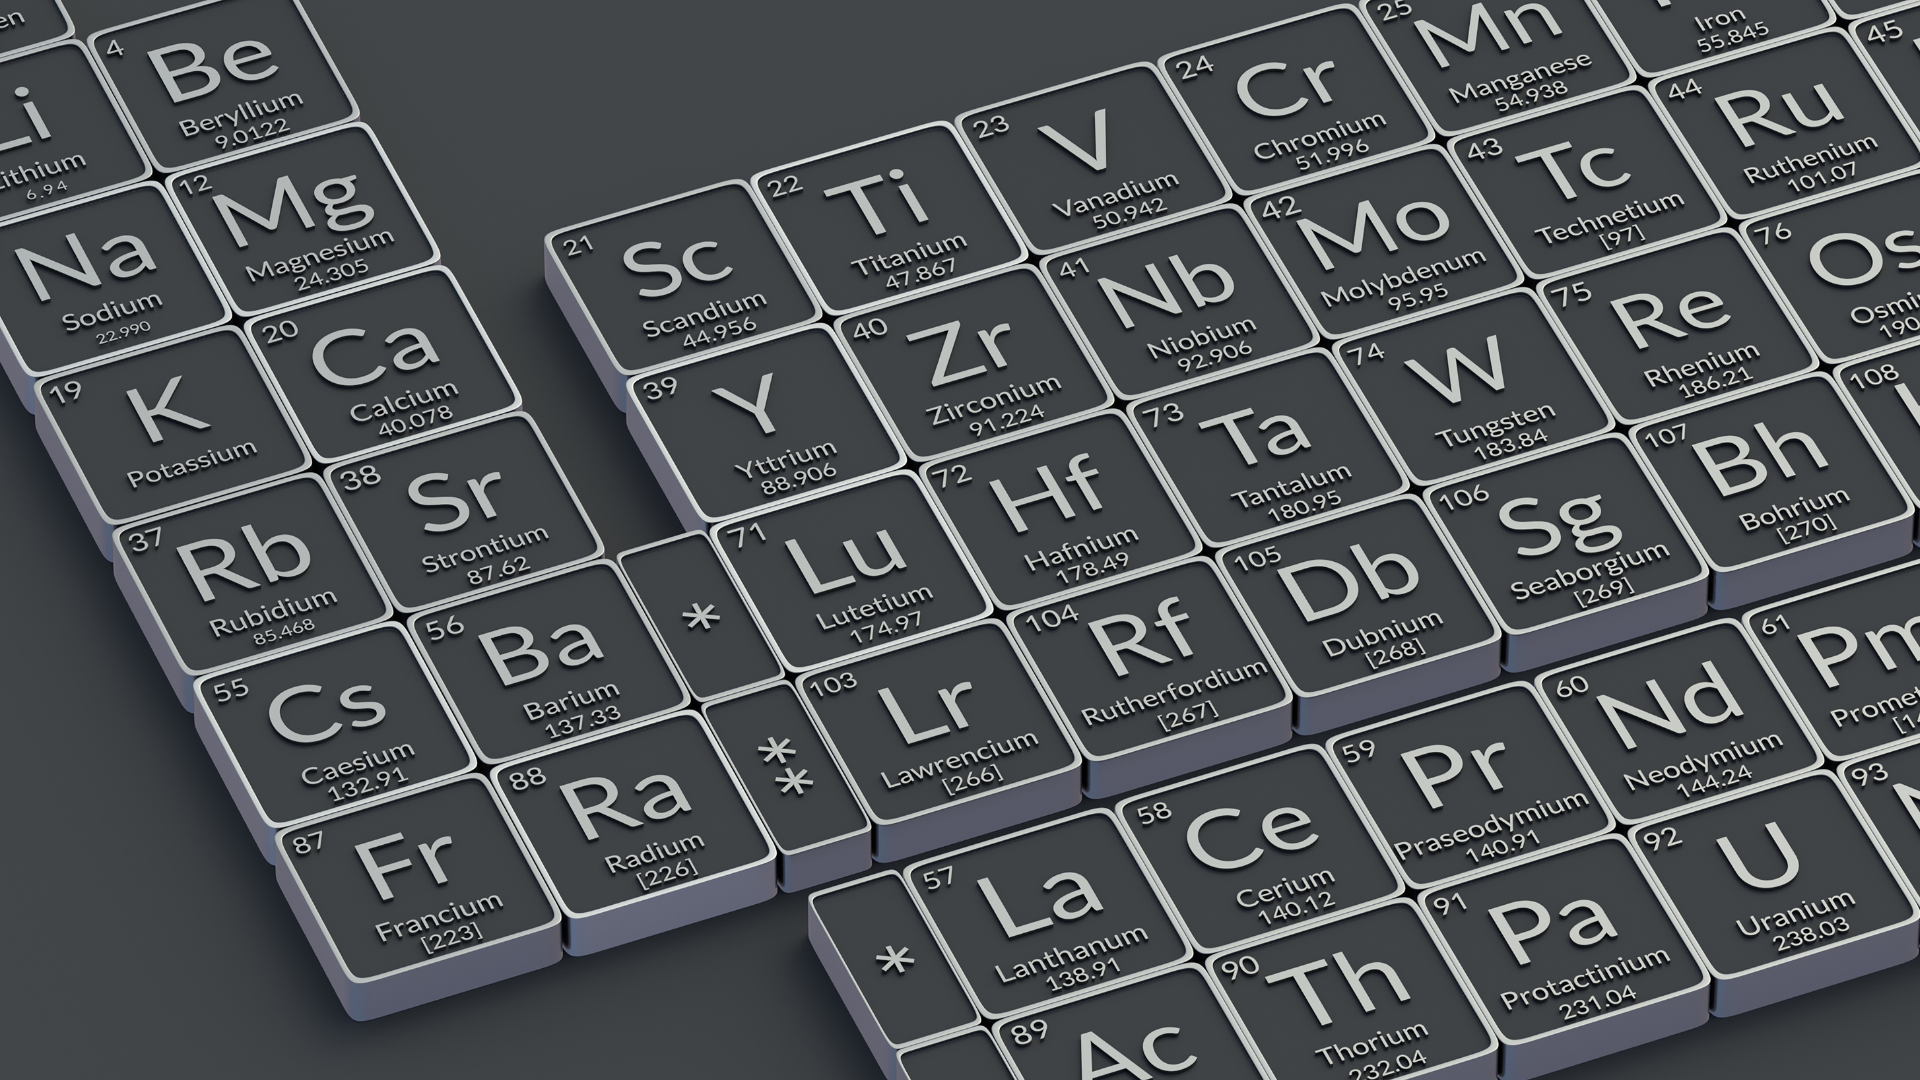 en
Li
ithium
6.94
4
Be
Beryllium
9.0122
Na
Sodium
22.990
12
Mg
Magnesium
24.305
19
K
Potassium
20
Ca
Calcium
40.078
21
Sc
Scandium
44.956
22
Ti
Titanium
47.867
23
V
Vanadium
50.942
24
Cr
Chromium
51.996
25
Mn
Manganese
54.938
Iron
55.845
37
Rb
Rubidium
85.468
38
Sr
Strontium
87.62
39
Y
Yttrium
88.906
40
Zr
Zirconium
91.224
41
Nb
Niobium
92.906
42
Mo
Molybdenum
95.95
43
Tc
Technetium
[97]
44
Ru
Ruthenium
101.07
45
55
Cs
Caesium
132.91
56
Ba
Barium
137.33
*
71
Lu
Lutetium
174.97
72
Hf
Hafnium
178.49
73
Ta
Tantalum
180.95
74
W
Tungsten
183.84
75
Re
Rhenium
186.21
76
Os
Osmi
190
87
Fr
Francium
[223]
88
Ra
Radium
[226]
*
*
103
Lr
Lawrencium
[266]
104
Rf
Rutherfordium
[267]
105
Db
Dubnium
[268]
106
Sg
Seaborgium
[269]
107
Bh
Bohrium
[270]
108
*
57
La
Lanthanum
138.91
58
Ce
Cerium
140.12
59
Pr
Praseodymium
140.91
60
Nd
Neodymium
144.24
61
Pm
Promet
[14
89
Ac
90
Th
Thorium
232.04
91
Pa
Protactinium
231.04
92
U
Uranium
238.03
93